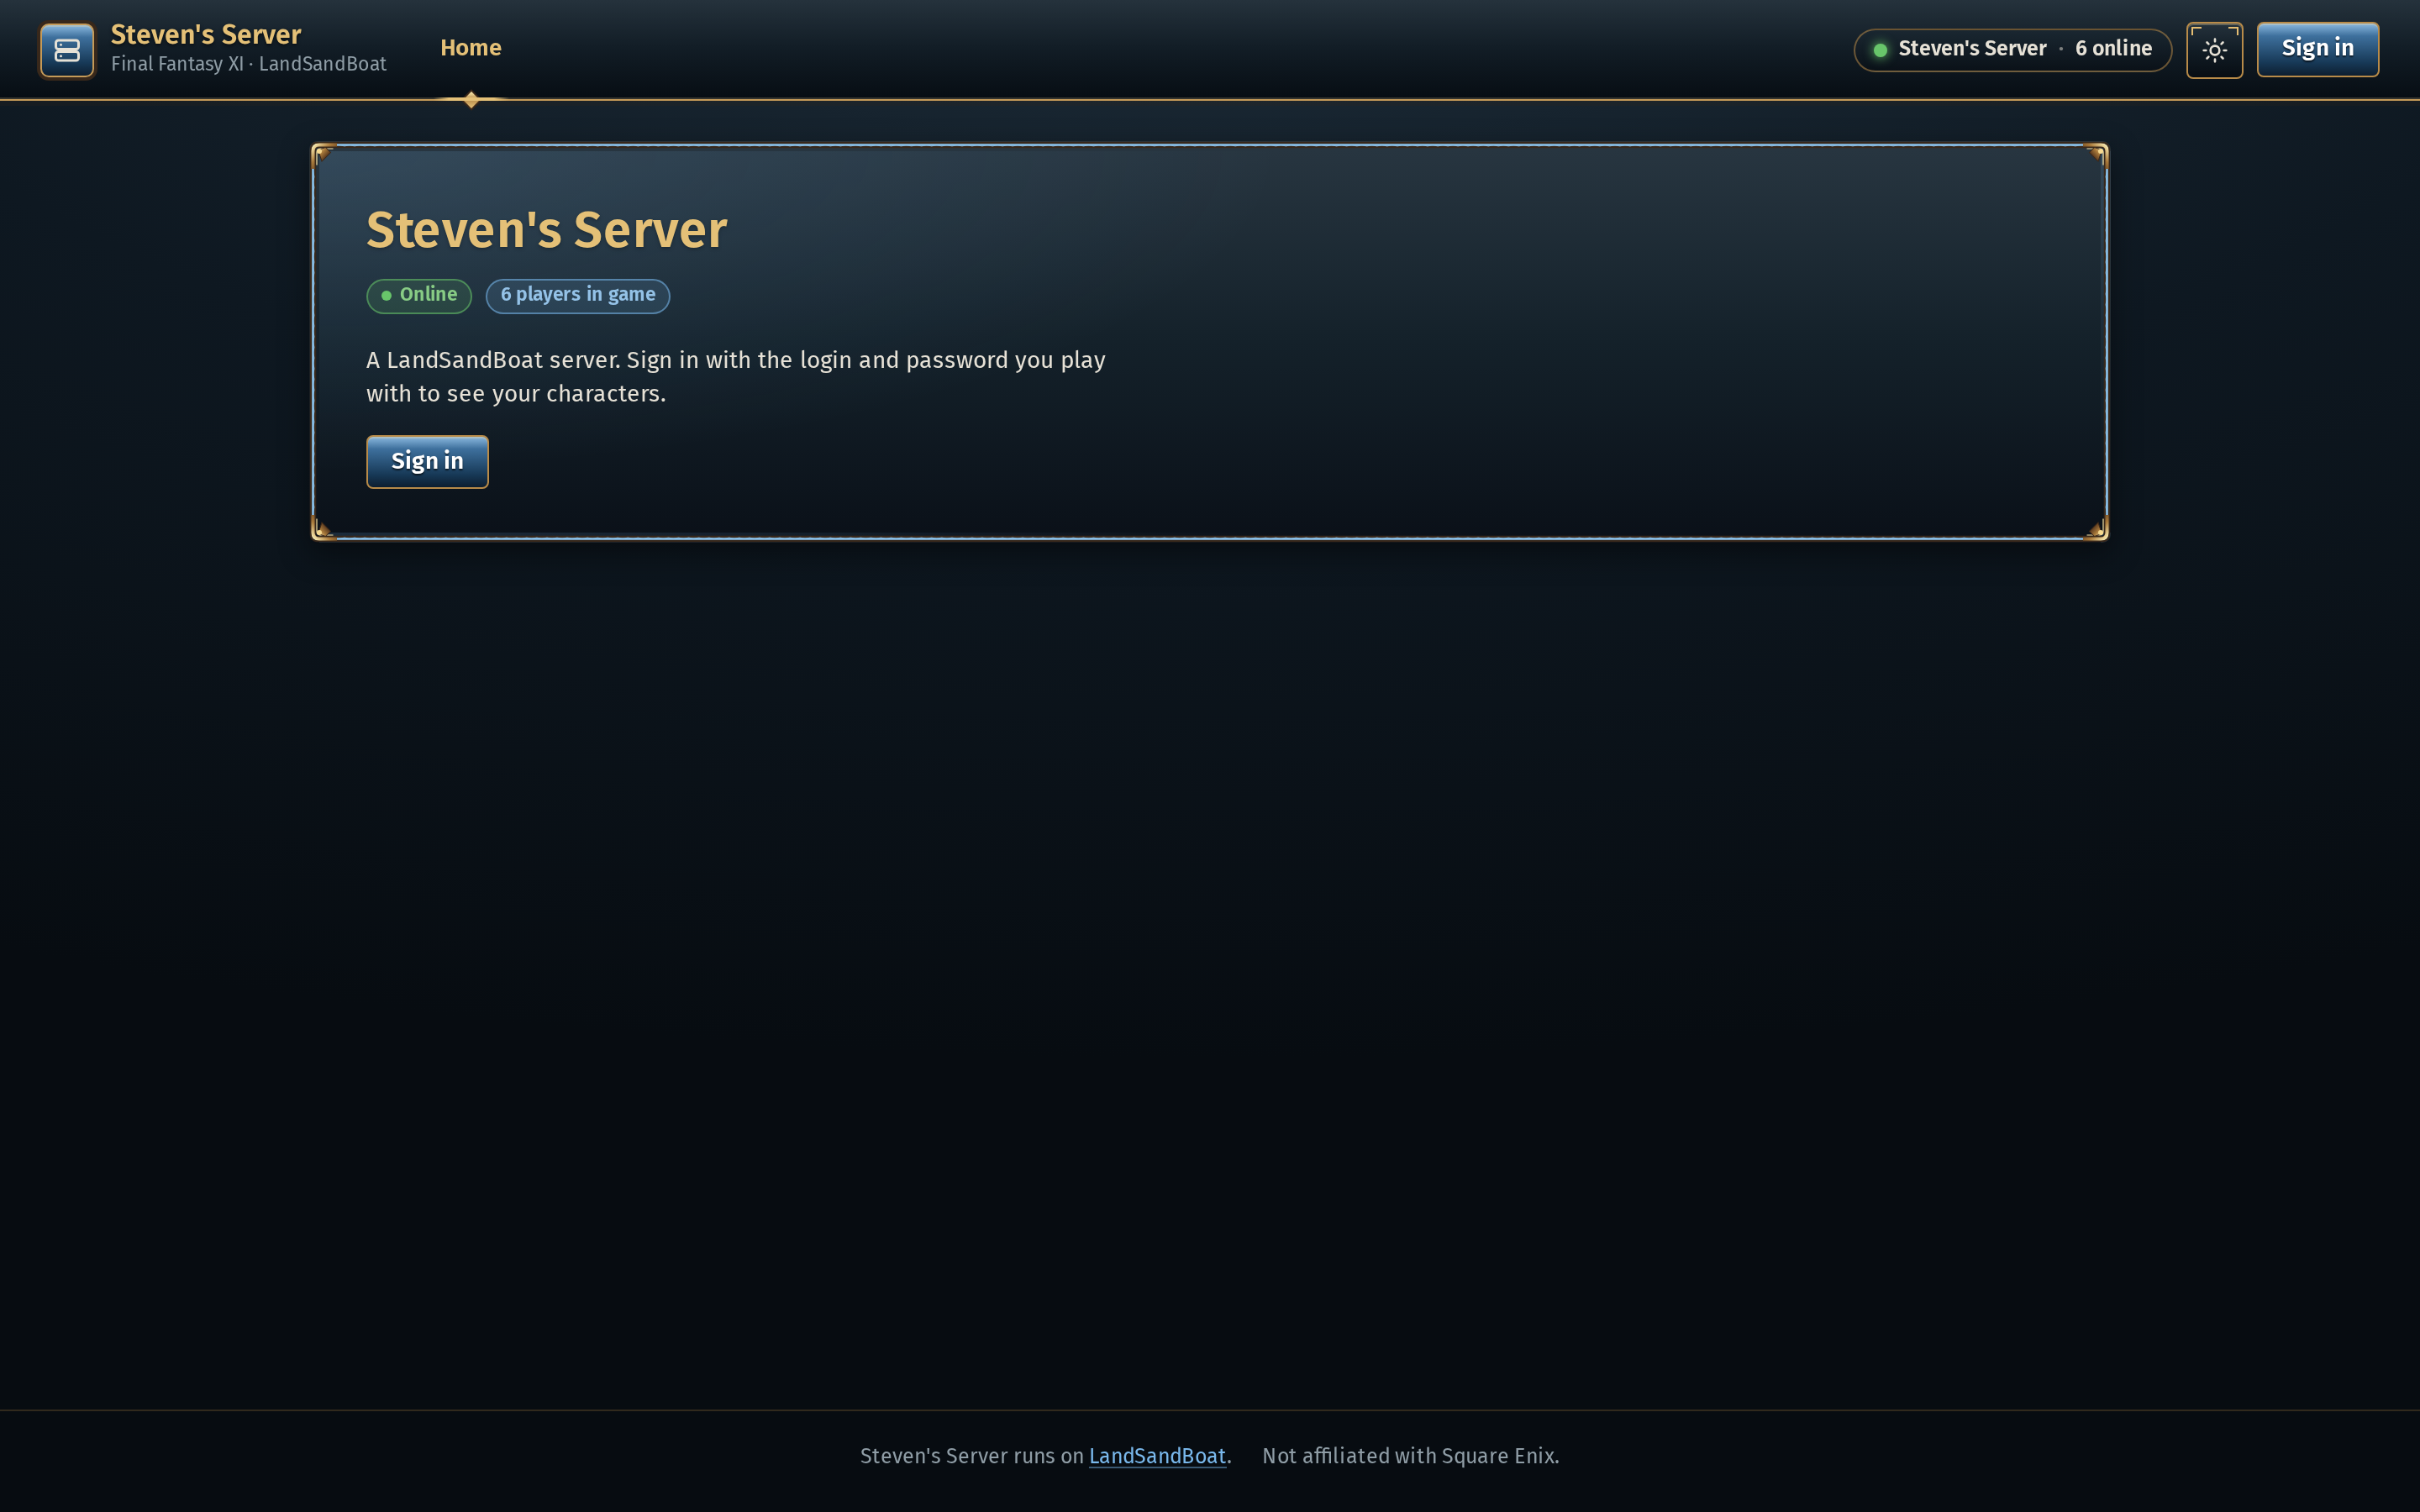 Steven's Server
Final Fantasy XI · LandSandBoat
Home
Steven's Server · 6 online
Sign in
Steven's Server
Online
6 players in game
A LandSandBoat server. Sign in with the login and password you play
with to see your characters.
Sign in
Steven's Server runs on LandSandBoat. Not affiliated with Square Enix.